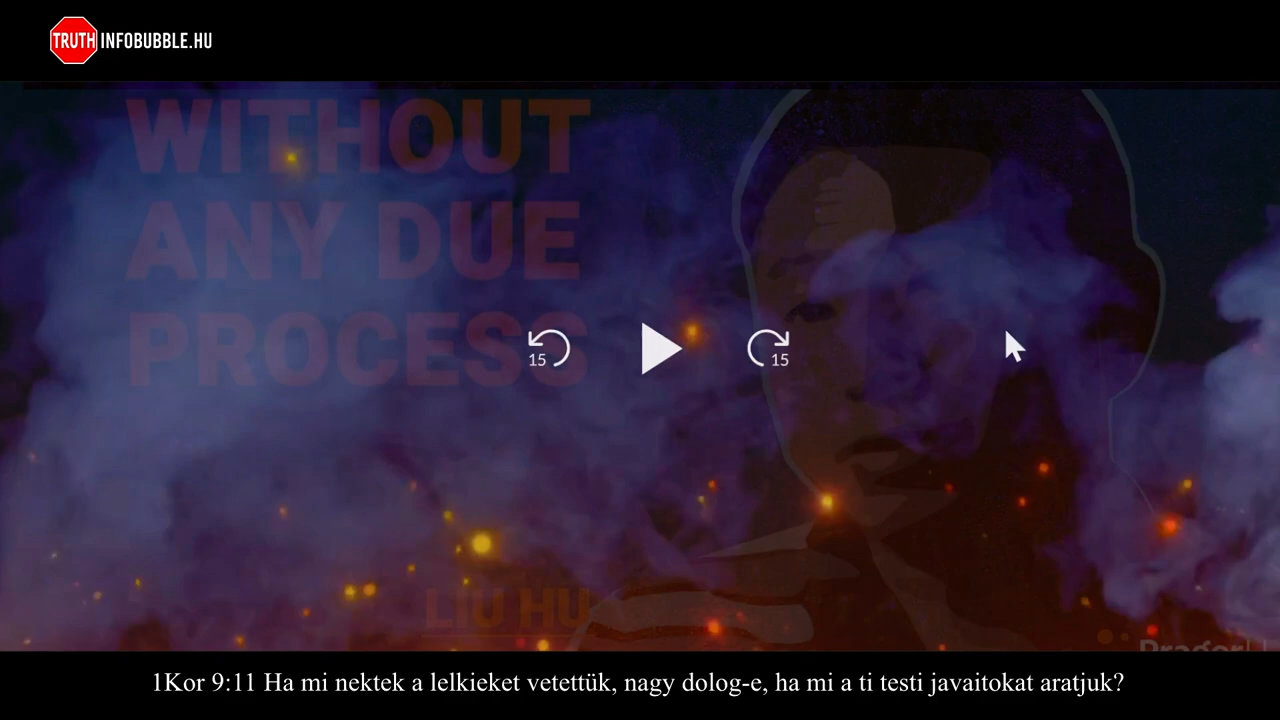 TRUTH INFOBUBBLE.HU
WITHOUT
ANY DUE
PROCESS
15 15
LIU HU
Prager
1Kor 9:11 Ha mi nektek a lelkieket vetettük, nagy dolog-e, ha mi a ti testi javaitokat aratjuk?